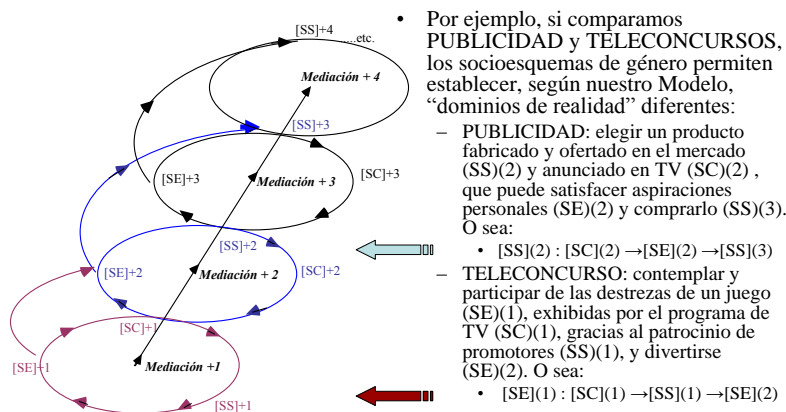 [SS]+4 ....etc.
Mediación + 4
[SS]+3
[SE]+3
Mediación + 3
[SC]+3
[SS]+2
[SE]+2
Mediación + 2
[SC]+2
[SC]+1
[SE]+1
Mediación +1
[SS]+1
• Por ejemplo, si comparamos
PUBLICIDAD y TELECONCURSOS,
los socioesquemas de género permiten
establecer, según nuestro Modelo,
“dominios de realidad” diferentes:
– PUBLICIDAD: elegir un producto
fabricado y ofertado en el mercado
(SS)(2) y anunciado en TV (SC)(2) ,
que puede satisfacer aspiraciones
personales (SE)(2) y comprarlo (SS)(3).
O sea:
• [SS](2) : [SC](2) →[SE](2) →[SS](3)
– TELECONCURSO: contemplar y
participar de las destrezas de un juego
(SE)(1), exhibidas por el programa de
TV (SC)(1), gracias al patrocinio de
promotores (SS)(1), y divertirse
(SE)(2). O sea:
• [SE](1) : [SC](1) →[SS](1) →[SE](2)